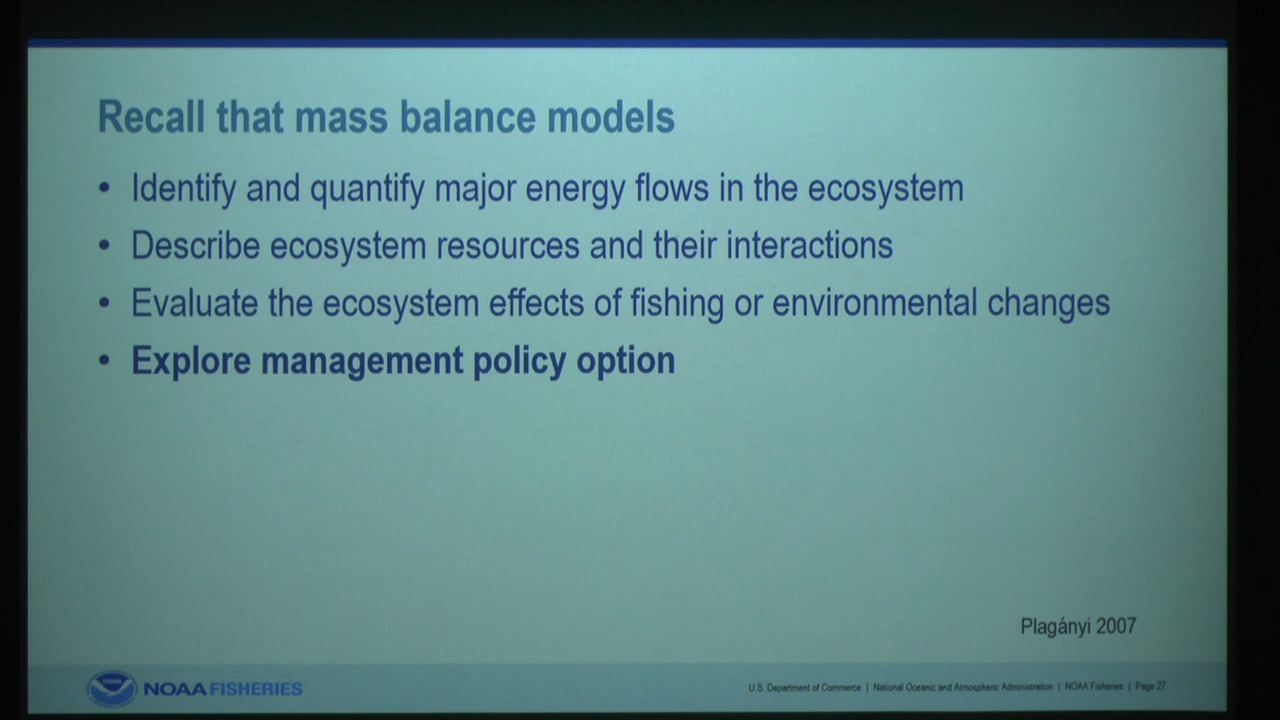 Recall that mass balance models
• Identify and quantify major energy flows in the ecosystem
• Describe ecosystem resources and their interactions
• Evaluate the ecosystem effects of fishing or environmental changes
• Explore management policy option
Plagányi 2007
NOAA FISHERIES
U.S. Department of Commerce | National Oceanic and Atmospheric Administration | NOAA Fisheries | Page 27